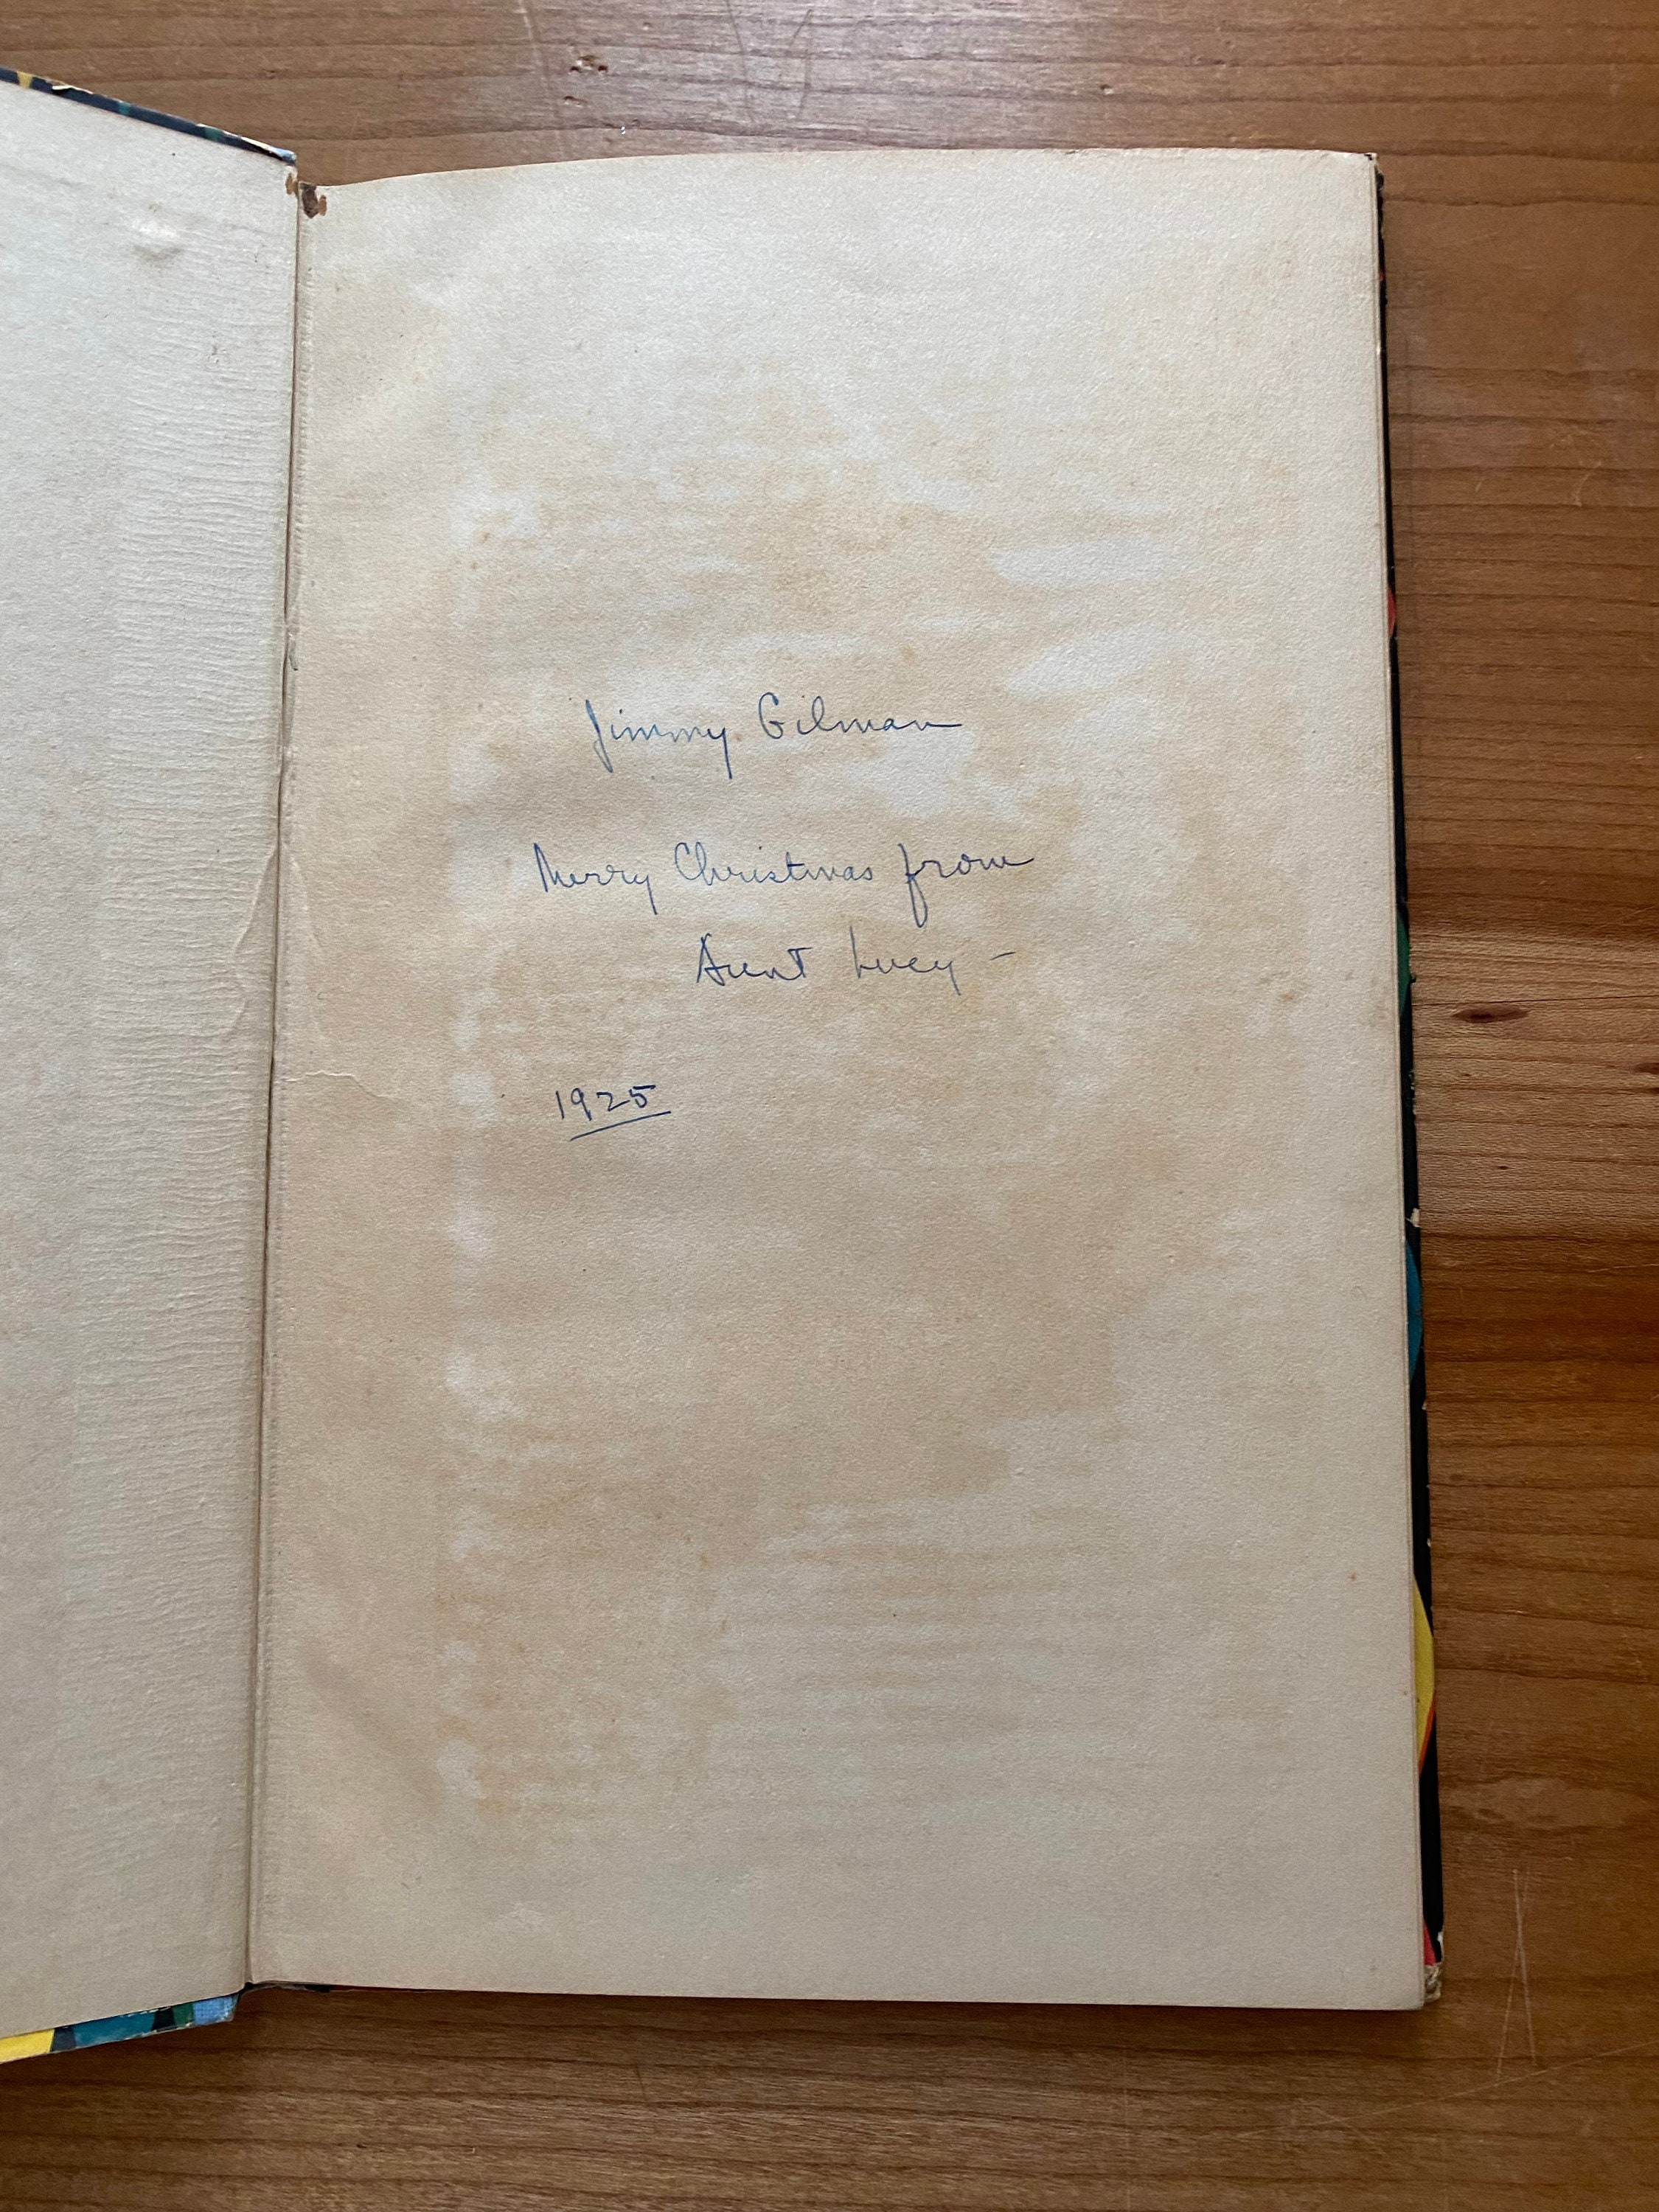 Jimmy Gilman
Merry Christmas from
Aunt Lucy -
1925